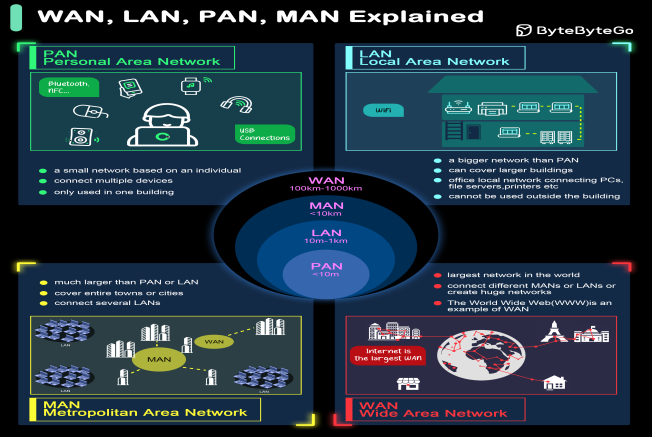 WAN, LAN, PAN, MAN Explained
ByteByteGo
PAN
Personal Area Network
Bluetooth,
NFC...
USB
Connections
a small network based on an individual
connect multiple devices
only used in one building
LAN
Local Area Network
WiFi
a bigger network than PAN
can cover larger buildings
office local network connecting PCs,
file servers,printers etc
cannot be used outside the building
WAN
100km-1000km
MAN
<10km
LAN
10m-1km
PAN
<10m
much larger than PAN or LAN
cover entire towns or cities
connect several LANs
LAN
LAN
LAN
MAN
WAN
MAN
Metropolitan Area Network
largest network in the world
connect different MANs or LANs or
create huge networks
The World Wide Web(WWW)is an
example of WAN
Internet is
the largest WAN
WAN
Wide Area Network